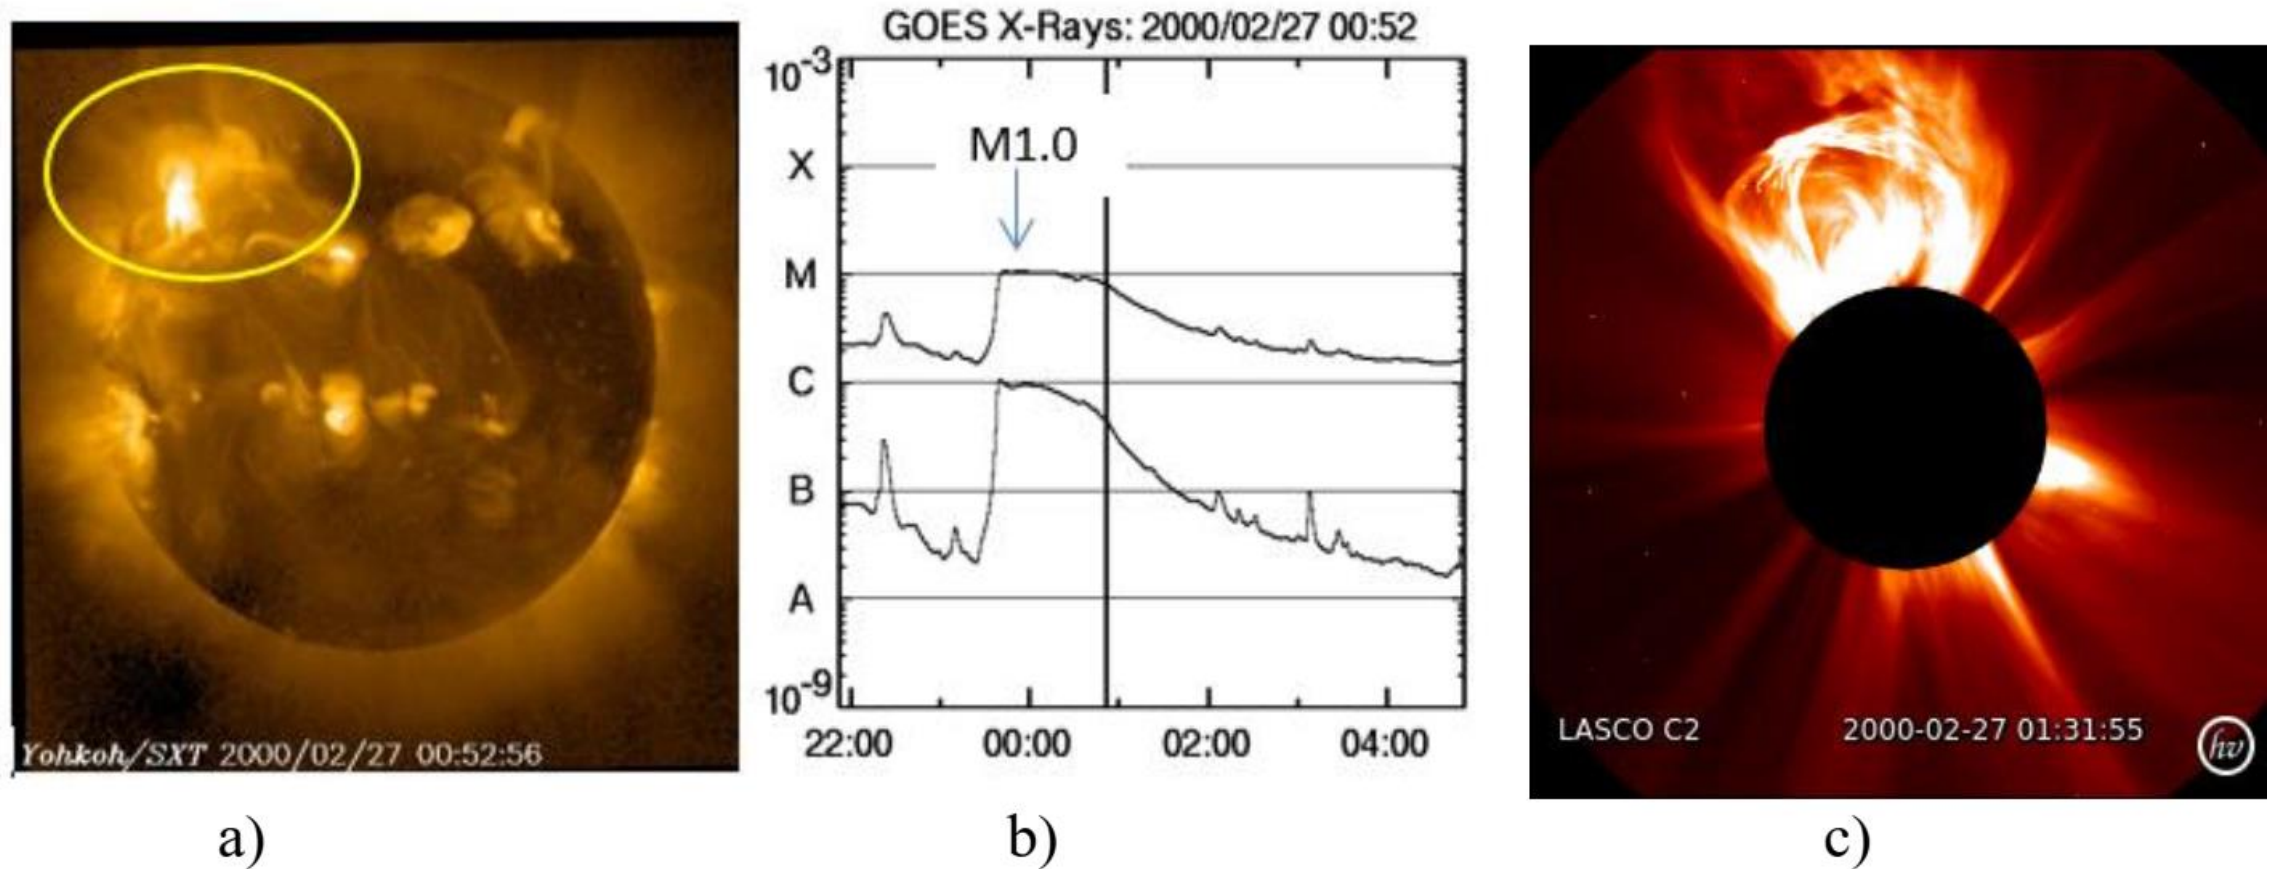 Yohkoh/SXT 2000/02/27 00:52:56
a)
GOES X-Rays: 2000/02/27 00:52
10-3
M1.0
X
M
C
B
A
10-9
22:00 00:00 02:00 04:00
b)
LASCO C2 2000-02-27 01:31:55
hv
c)